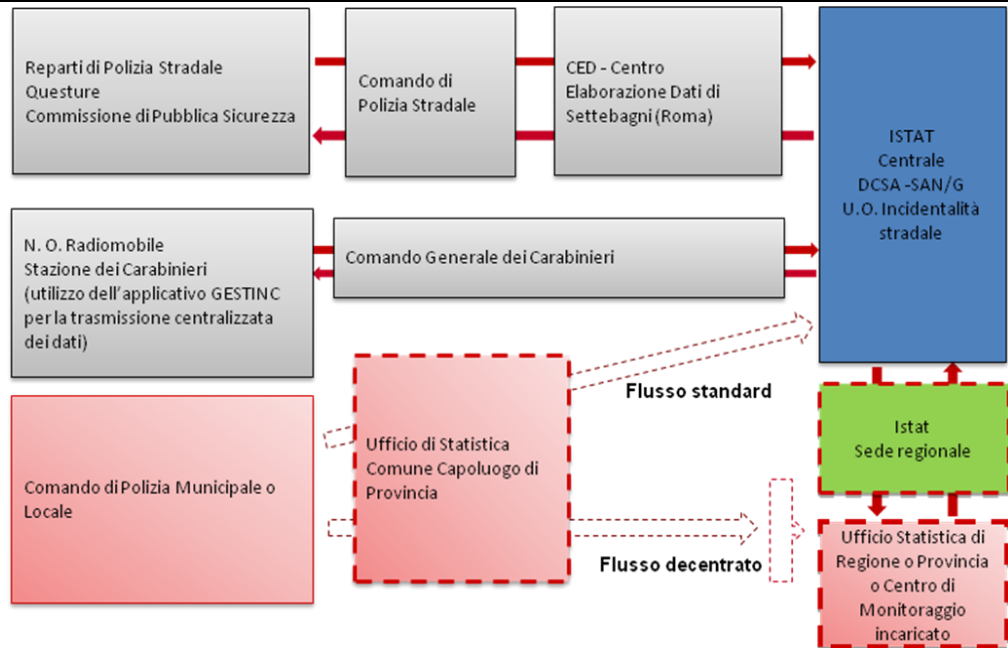 Reparti di Polizia Stradale
Questure
Commissione di Pubblica Sicurezza
Comando di
Polizia Stradale
CED - Centro
Elaborazione Dati di
Settebagni (Roma)
ISTAT
Centrale
DCSA -SAN/G
U.O. Incidentalità
stradale
N. O. Radiomobile
Stazione dei Carabinieri
(utilizzo dell'applicativo GESTINC
per la trasmissione centralizzata
dei dati)
Comando Generale dei Carabinieri
Flusso standard
Comando di Polizia Municipale o
Locale
Ufficio di Statistica
Comune Capoluogo di
Provincia
Flusso decentrato
Istat
Sede regionale
Ufficio Statistica di
Regione o Provincia
o Centro di
Monitoraggio
incaricato